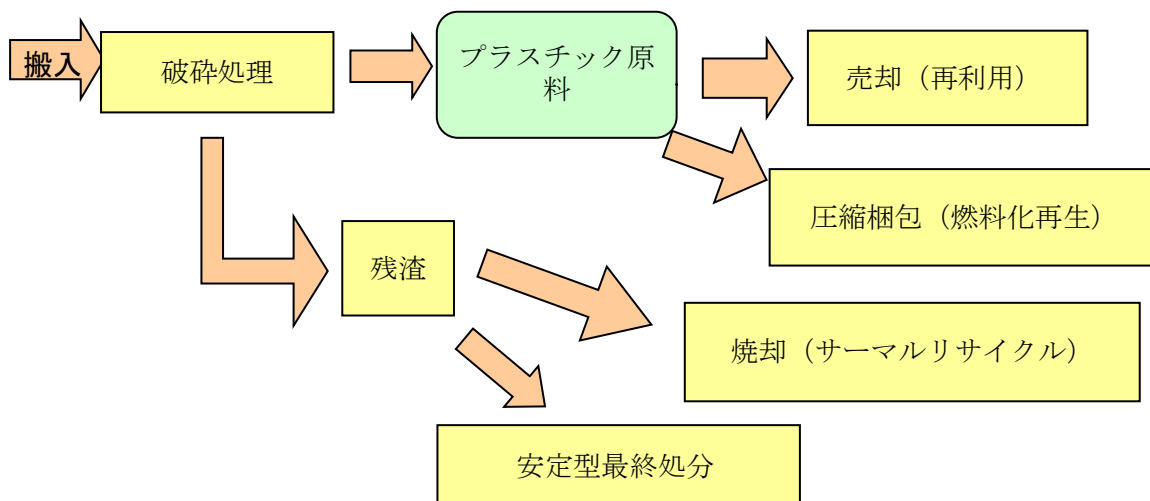 搬入
破砕処理
プラスチック原
料
売却（再利用）
圧縮梱包（燃料化再生）
残渣
焼却（サーマルリサイクル）
安定型最終処分